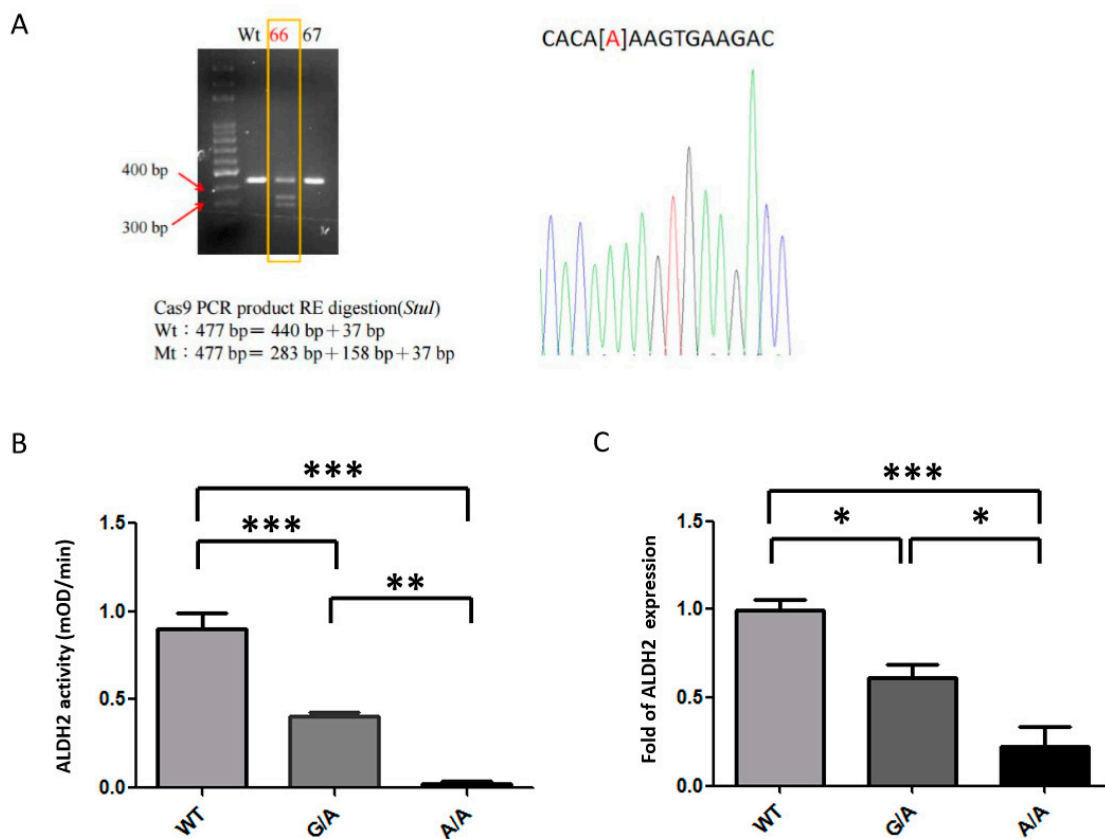 A
Wt 66 67
400 bp
300 bp
Cas9 PCR product RE digestion(StuI)
Wt：477 bp＝ 440 bp＋37 bp
Mt：477 bp＝ 283 bp＋158 bp＋37 bp
CACA[A]AAGTGAAGAC
B
ALDH2 activity (mOD/min)
1.5
1.0
0.5
0.0
***
***
**
WT
G/A
A/A
C
Fold of ALDH2 expression
1.5
1.0
0.5
0.0
***
*
*
WT
G/A
A/A